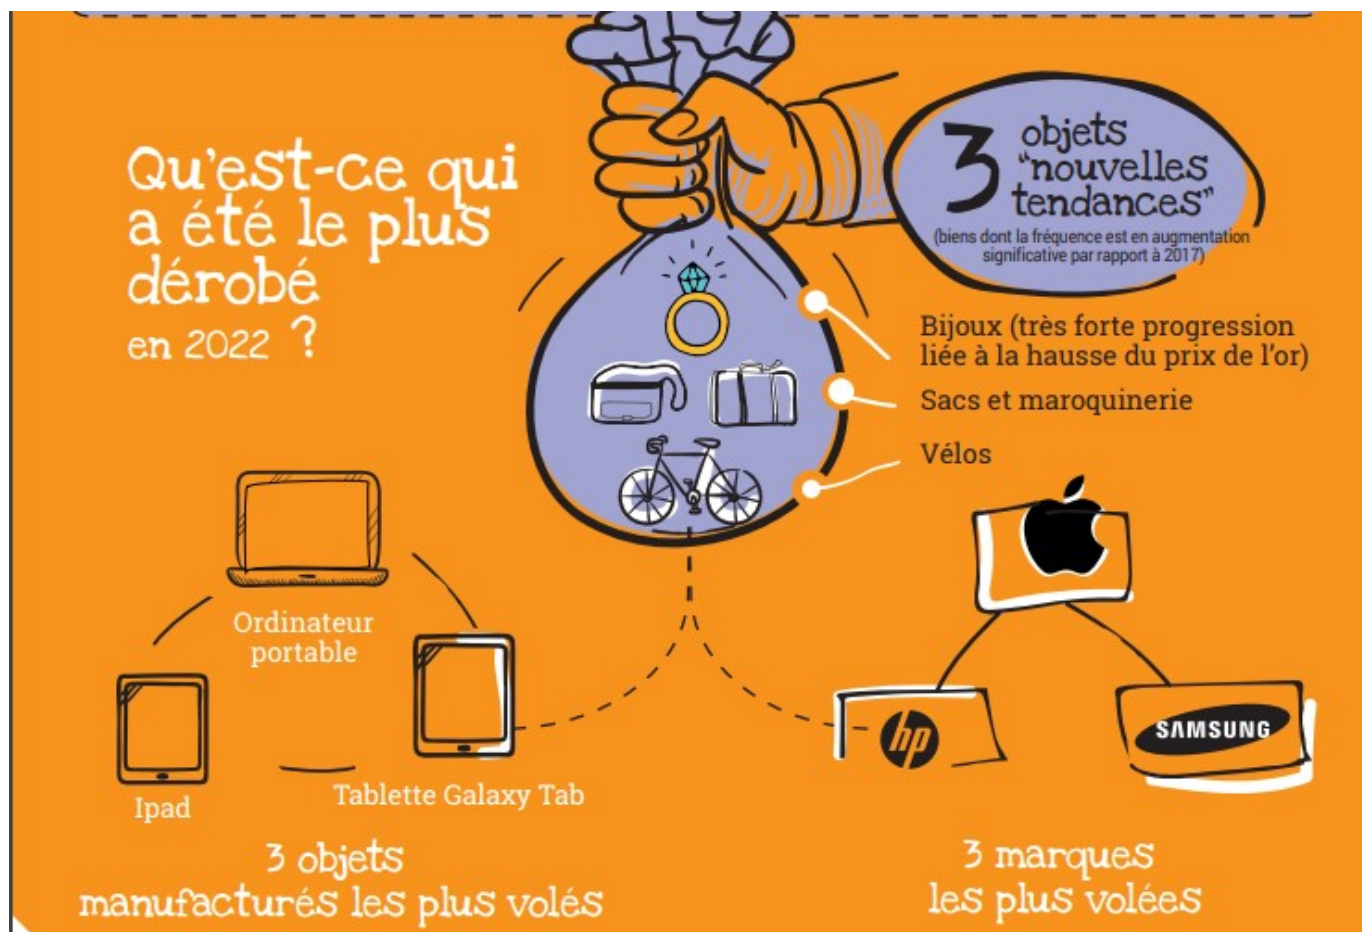 Qu'est-ce qui
a été le plus
dérobé
en 2022 ?
3 objets
"nouvelles
tendances"
(biens dont la fréquence est en augmentation
significative par rapport à 2017)
Bijoux (très forte progression
liée à la hausse du prix de l'or)
Sacs et maroquinerie
Vélos
Ordinateur
portable
Ipad
Tablette Galaxy Tab
3 objets
manufacturés les plus volés
hp
SAMSUNG
3 marques
les plus volées